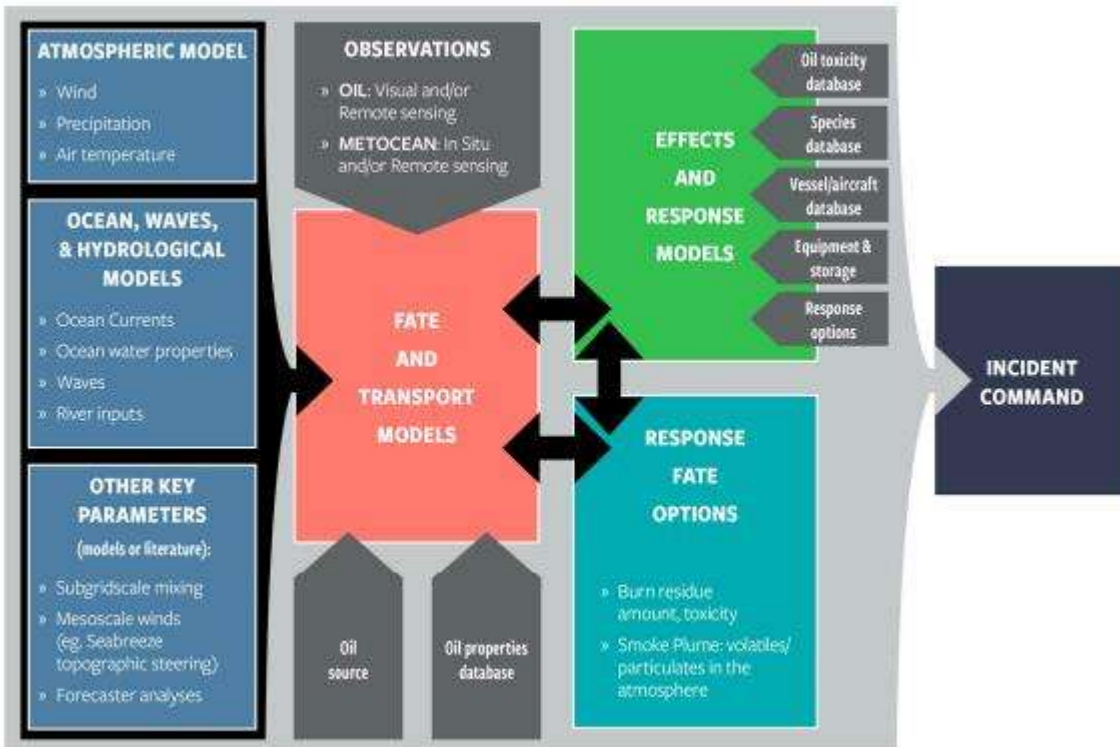 ATMOSPHERIC MODEL
» Wind
» Precipitation
» Air temperature
OCEAN, WAVES,
& HYDROLOGICAL
MODELS
» Ocean Currents
» Ocean water properties
» Waves
» River inputs
OTHER KEY
PARAMETERS
(models or literature):
» Subgridscale mixing
» Mesoscale winds
(eg. Seabreeze
topographic steering)
» Forecaster analyses
OBSERVATIONS
» OIL: Visual and/or
Remote sensing
» METOCEAN: In Situ
and/or Remote sensing
FATE
AND
TRANSPORT
MODELS
Oil
source
Oil properties
database
EFFECTS
AND
RESPONSE
MODELS
Oil toxicity
database
Species
database
Vessel/aircraft
database
Equipment &
storage
Response
options
RESPONSE
FATE
OPTIONS
» Burn residue
amount, toxicity
» Smoke Plume: volatles/
particulates in the
atmosphere
INCIDENT
COMMAND